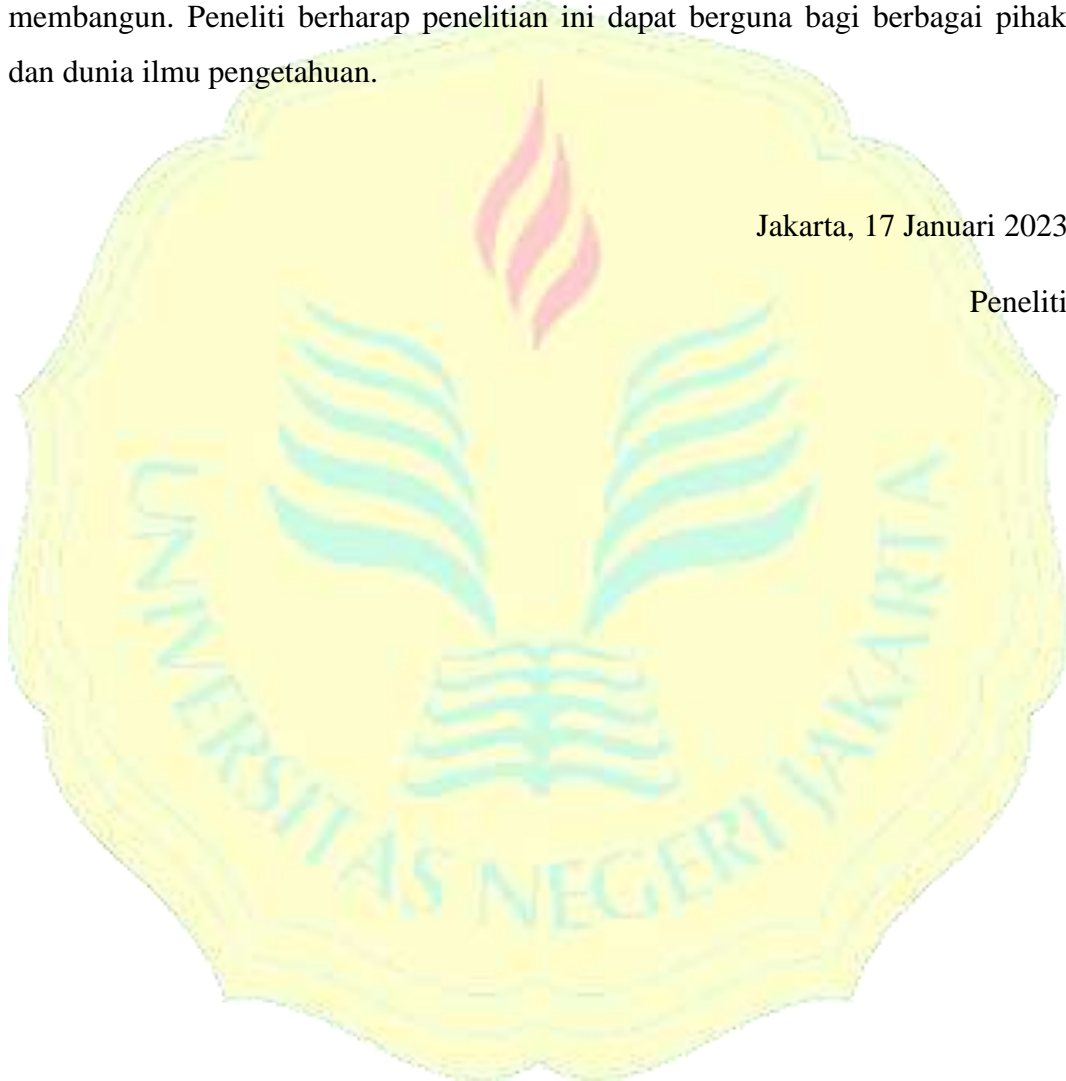 membangun. Peneliti berharap penelitian ini dapat berguna bagi berbagai pihak
dan dunia ilmu pengetahuan.
Jakarta, 17 Januari 2023
Peneliti
UNIVERSITAS NEGERI JAKARTA